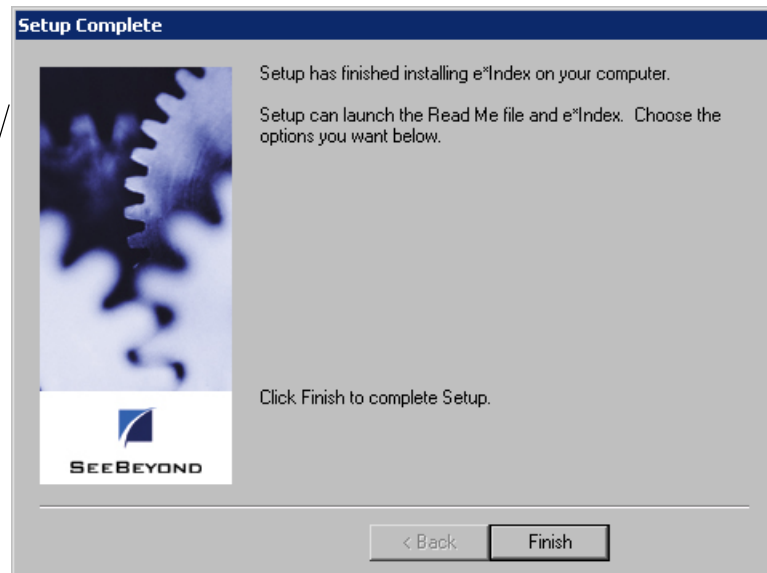 Setup Complete
Setup has finished installing e*Index on your computer.
Setup can launch the Read Me file and e*Index. Choose the
options you want below.
Click Finish to complete Setup.
SEEBEYOND
< Back
Finish